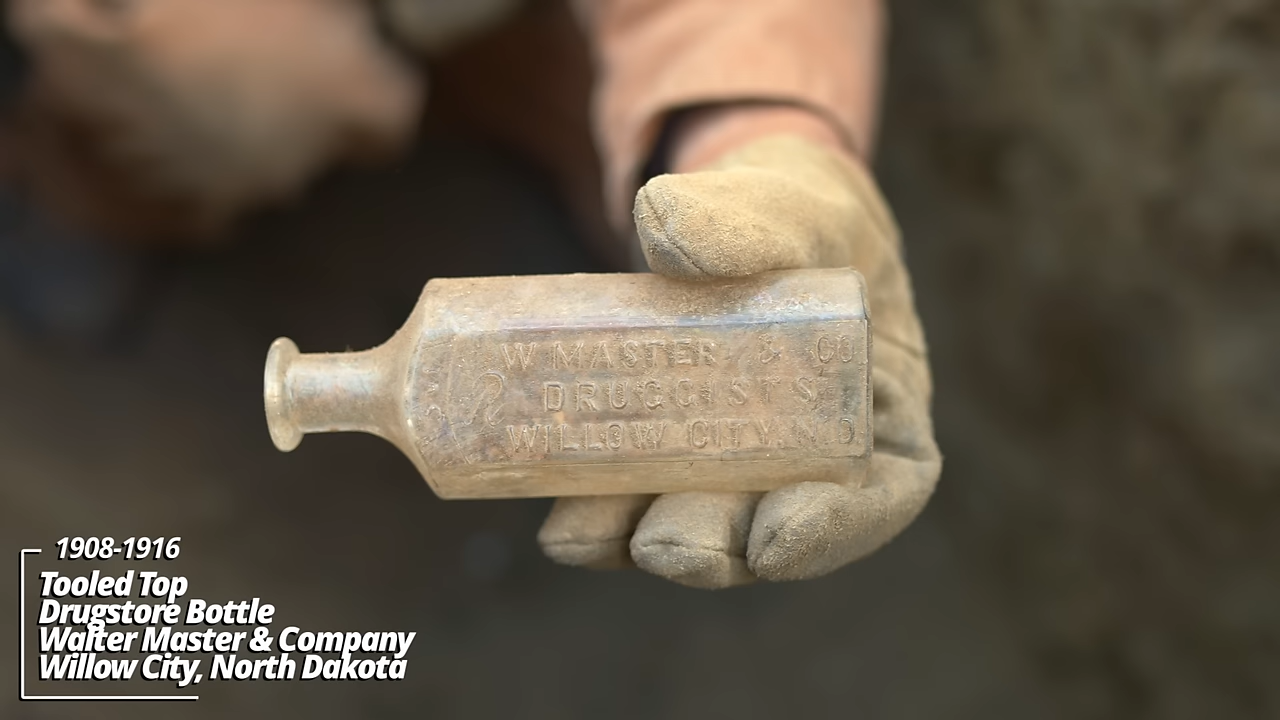 W MASTER & CO
DRUGGISTS
WILLOW CITY, N.D.
1908-1916
Tooled Top
Drugstore Bottle
Walter Master & Company
Willow City, North Dakota